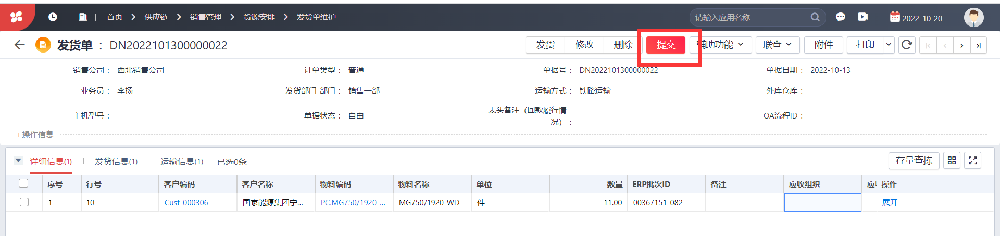 首页 供应链 销售管理 货源安排 发货单维护 请输入应用名称 2022-10-20
发货单 : DN2022101300000022 发货 修改 删除 提交 辅助功能 联查 附件 打印
销售公司: 西北销售公司 订单类型: 普通 单据号: DN2022101300000022 单据日期: 2022-10-13
业务员: 李扬 发货部门-部门: 销售一部 运输方式: 铁路运输 外库仓库:
主机型号: 单据状态: 自由 表头备注（回款履行情况）: OA流程ID:
+操作信息
详细信息(1) 发货信息(1) 运输信息(1) 已选0条 存量查拣
序号 行号 客户编码 客户名称 物料编码 物料名称 单位 数量 ERP批次ID 备注 应收组织 应 操作
1 10 Cust_000306 国家能源集团宁... PC.MG750/1920-... MG750/1920-WD 件 11.00 00367151_082 展开